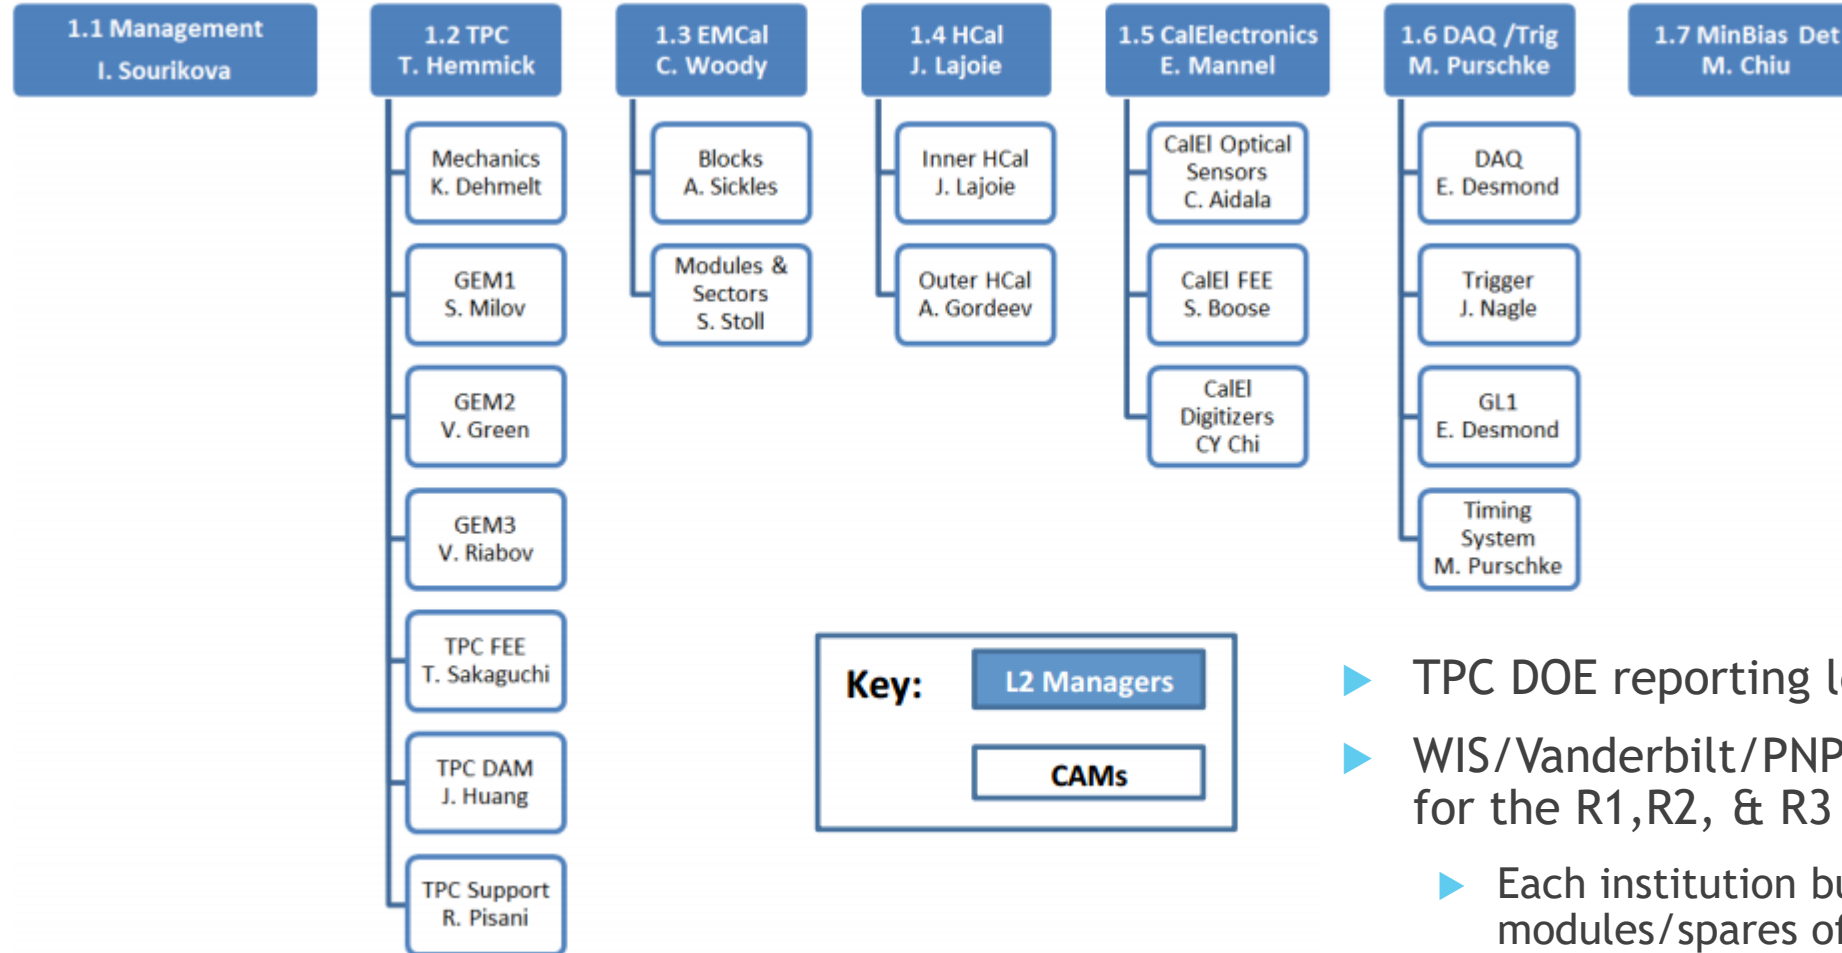 1.1 Management
I. Sourikova
1.2 TPC
T. Hemmick
1.3 EMCal
C. Woody
1.4 HCal
J. Lajoie
1.5 CalElectronics
E. Mannel
1.6 DAQ /Trig
M. Purschke
1.7 MinBias Det
M. Chiu
Mechanics
K. Dehmelt
GEM1
S. Milov
GEM2
V. Green
GEM3
V. Riabov
TPC FEE
T. Sakaguchi
TPC DAM
J. Huang
TPC Support
R. Pisani
Blocks
A. Sickles
Modules &
Sectors
S. Stoll
Inner HCal
J. Lajoie
Outer HCal
A. Gordeev
CalEl Optical
Sensors
C. Aidala
CalEl FEE
S. Boose
CalEl
Digitizers
CY Chi
DAQ
E. Desmond
Trigger
J. Nagle
GL1
E. Desmond
Timing
System
M. Purschke
Key:
L2 Managers
CAMs
TPC DOE reporting
WIS/Vanderbilt/PNP
for the R1,R2, & R3
Each institution
modules/spares